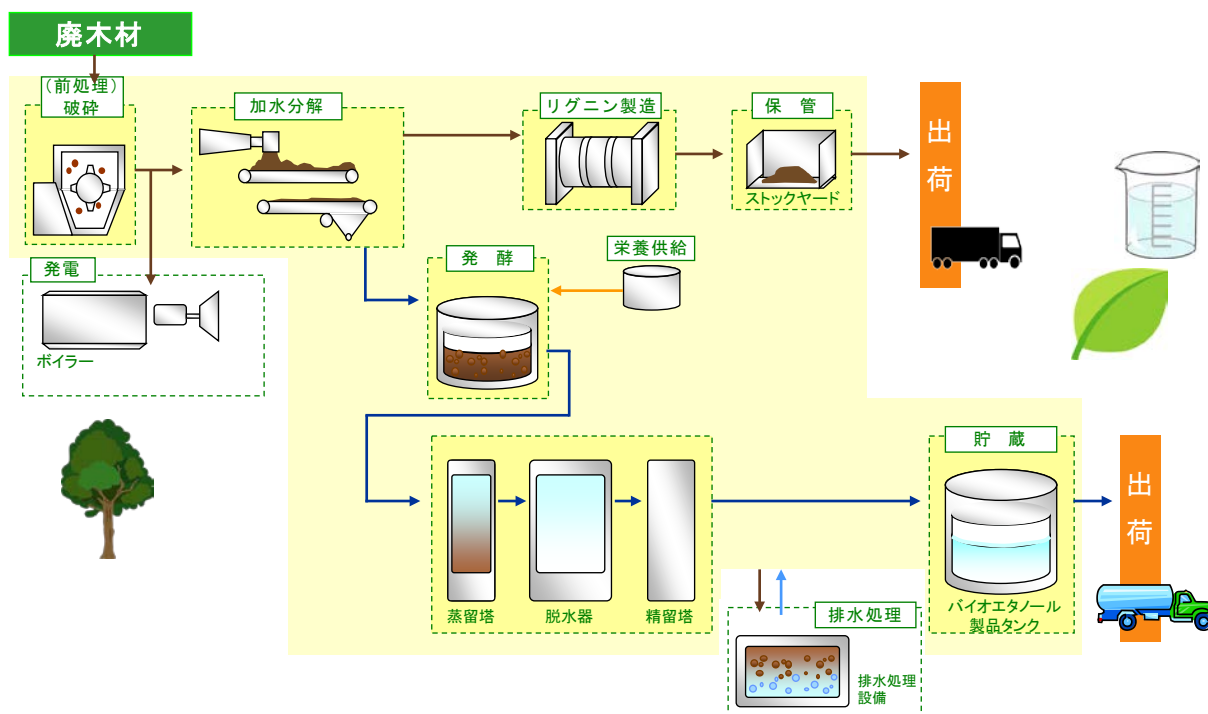 廃木材
（前処理）
破砕
加水分解
リグニン製造
保　管
ストックヤード
出
荷
発電
ボイラー
発　酵
栄養供給
蒸留塔
脱水器
精留塔
貯　蔵
バイオエタノール
製品タンク
出
荷
排水処理
排水処理
設備